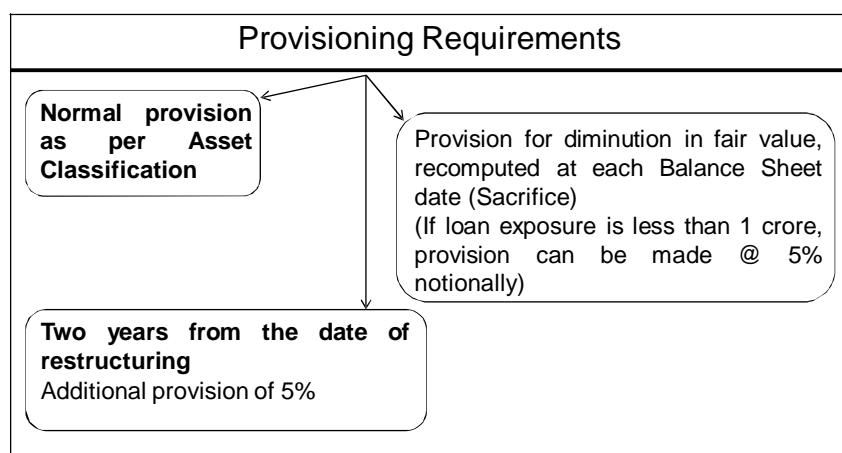 Provisioning Requirements
Normal provision
as per Asset
Classification
Provision for diminution in fair value,
recomputed at each Balance Sheet
date (Sacrifice)
(If loan exposure is less than 1 crore,
provision can be made @ 5%
notionally)
Two years from the date of
restructuring
Additional provision of 5%